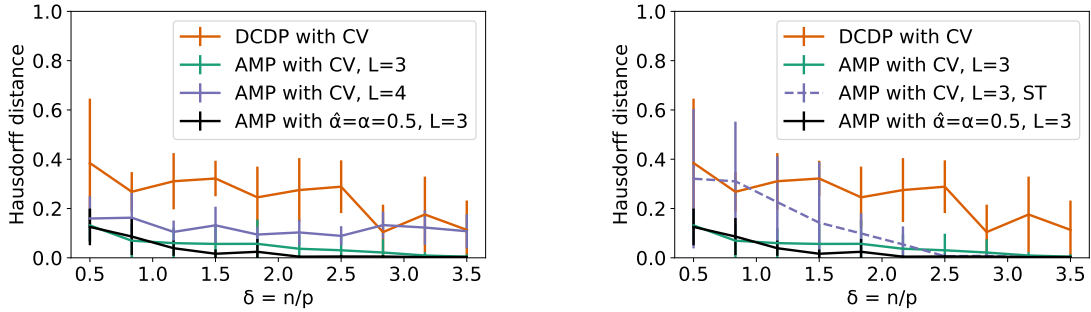 1.0
0.8
0.6
0.4
0.2
0.0
Hausdorff distance
DCDP with CV
AMP with CV, L=3
AMP with CV, L=4
AMP with α̂=α=0.5, L=3
0.5 1.0 1.5 2.0 2.5 3.0 3.5
δ = n/p
1.0
0.8
0.6
0.4
0.2
0.0
Hausdorff distance
DCDP with CV
AMP with CV, L=3
AMP with CV, L=3, ST
AMP with α̂=α=0.5, L=3
0.5 1.0 1.5 2.0 2.5 3.0 3.5
δ = n/p